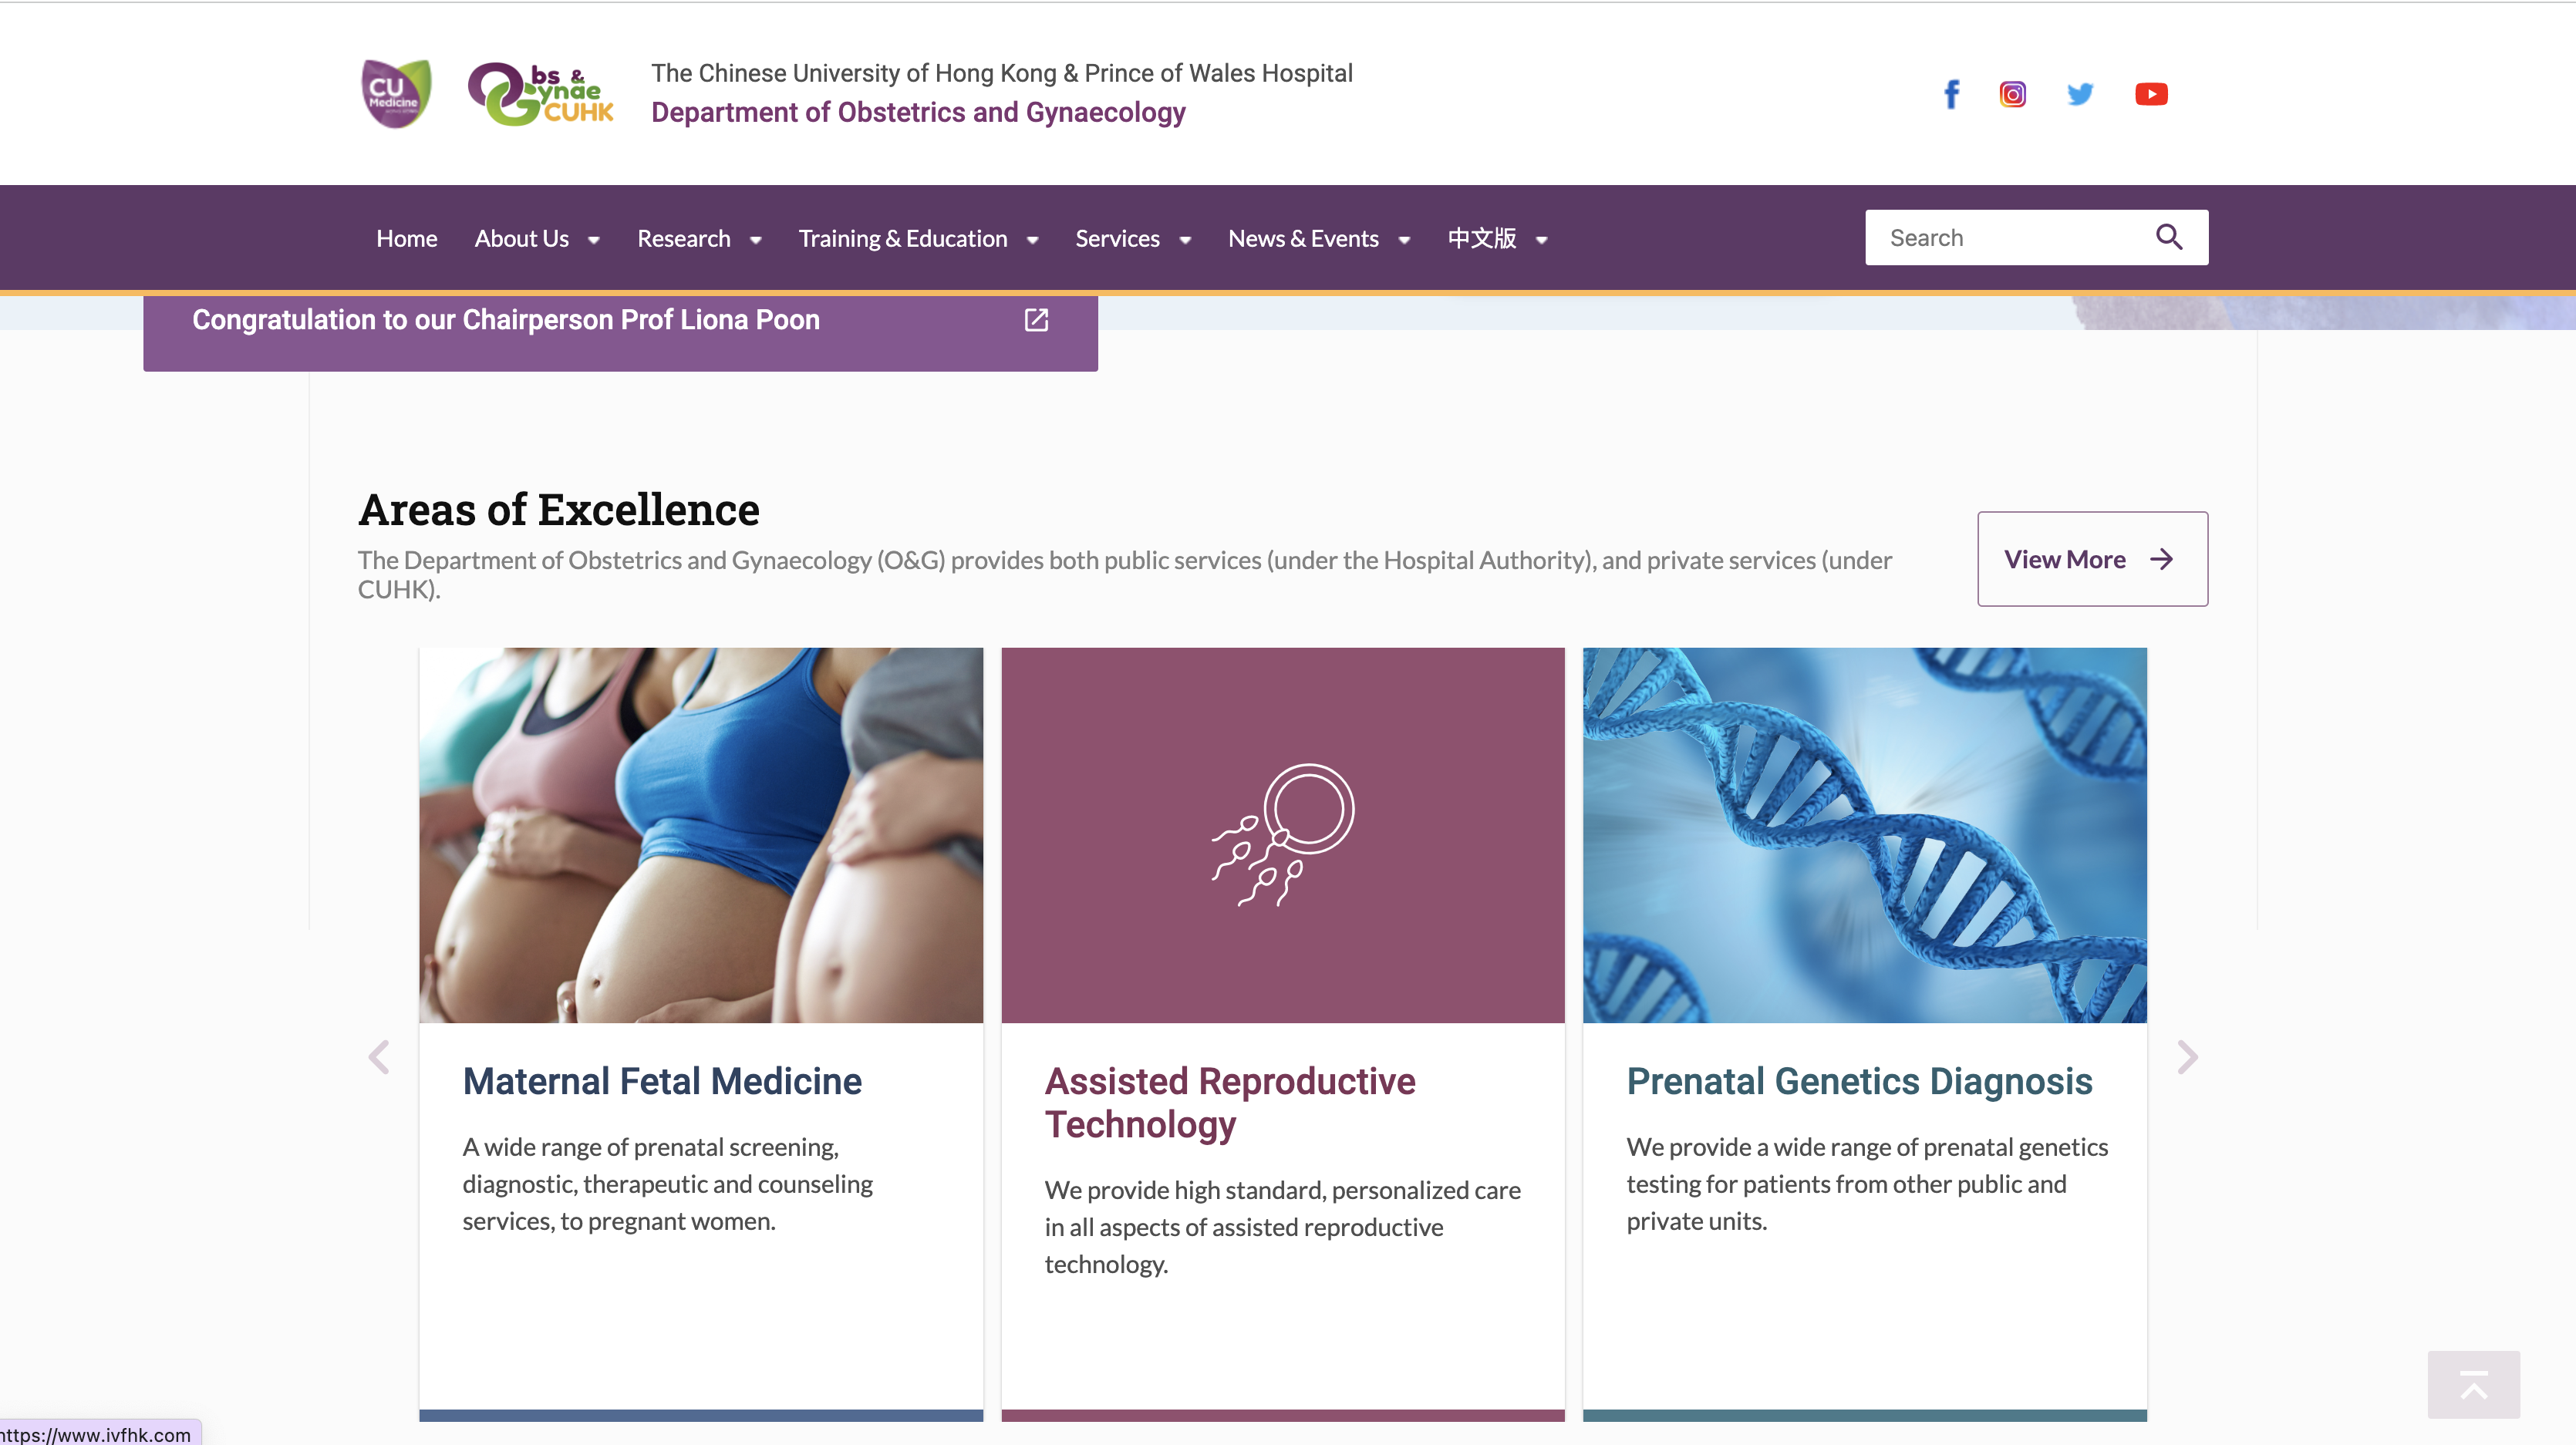 CU
Medicine
bs &
Gynae
CUHK
The Chinese University of Hong Kong & Prince of Wales Hospital
Department of Obstetrics and Gynaecology
Home About Us Research Training & Education Services News & Events 中文版 Search
Congratulation to our Chairperson Prof Liona Poon
Areas of Excellence
The Department of Obstetrics and Gynaecology (O&G) provides both public services (under the Hospital Authority), and private services (under
CUHK).
View More
Maternal Fetal Medicine
A wide range of prenatal screening,
diagnostic, therapeutic and counseling
services, to pregnant women.
Assisted Reproductive
Technology
We provide high standard, personalized care
in all aspects of assisted reproductive
technology.
Prenatal Genetics Diagnosis
We provide a wide range of prenatal genetics
testing for patients from other public and
private units.
https://www.ivfhk.com